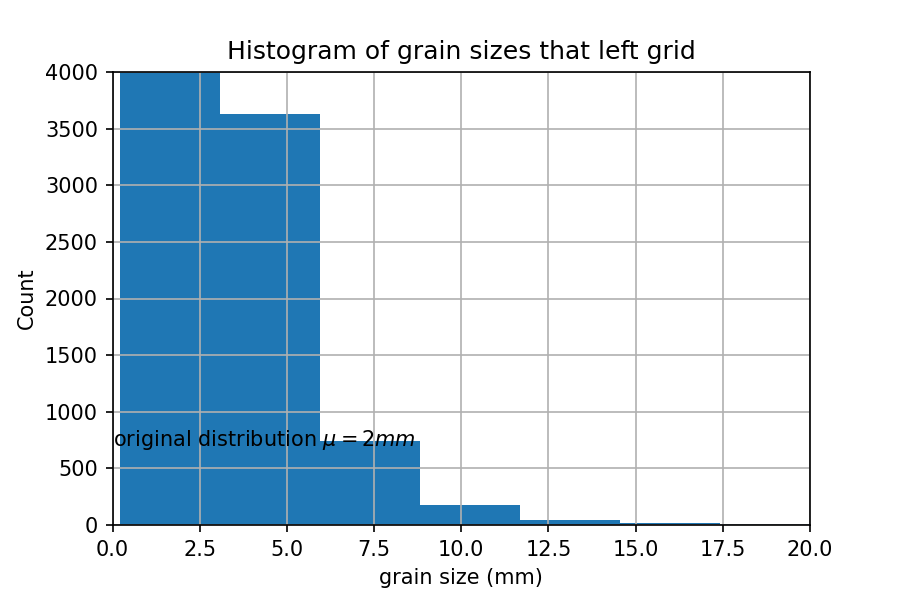 Histogram of grain sizes that left grid
4000
3500
3000
2500
2000
1500
1000
500
0
Count
original distribution μ = 2mm
0.0 2.5 5.0 7.5 10.0 12.5 15.0 17.5 20.0
grain size (mm)